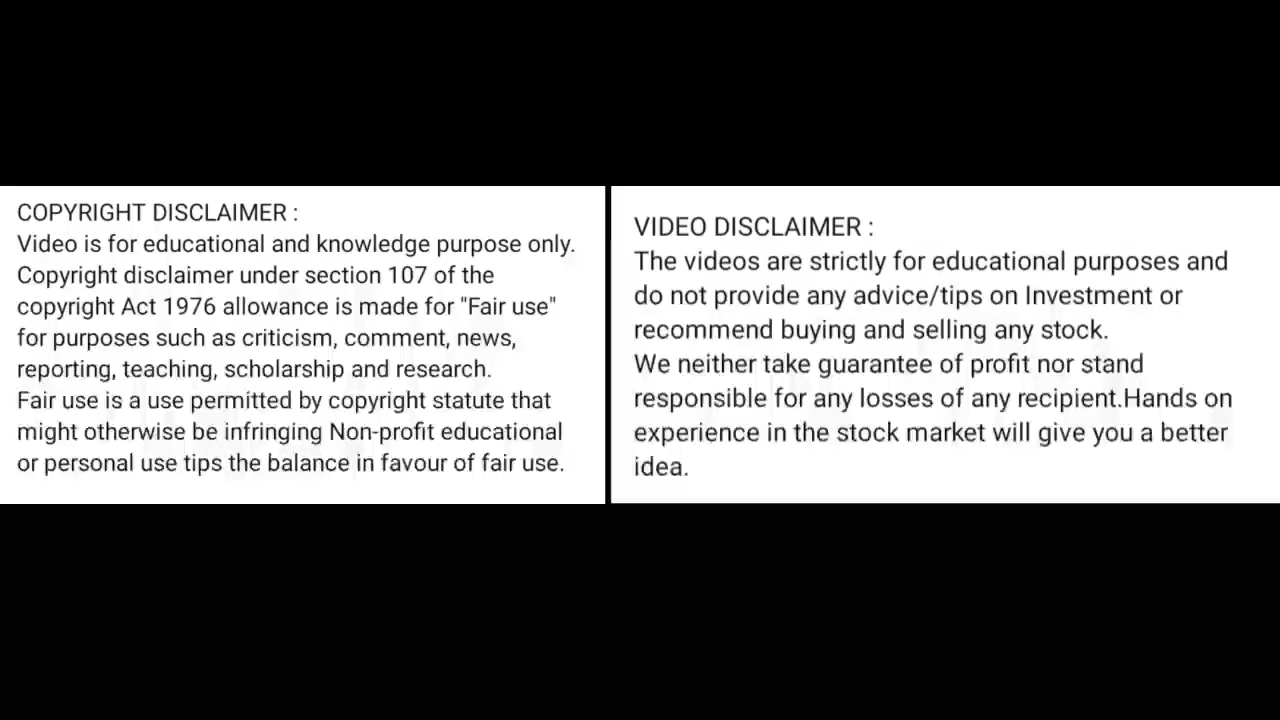 COPYRIGHT DISCLAIMER :
Video is for educational and knowledge purpose only.
Copyright disclaimer under section 107 of the
copyright Act 1976 allowance is made for "Fair use"
for purposes such as criticism, comment, news,
reporting, teaching, scholarship and research.
Fair use is a use permitted by copyright statute that
might otherwise be infringing Non-profit educational
or personal use tips the balance in favour of fair use.
VIDEO DISCLAIMER :
The videos are strictly for educational purposes and
do not provide any advice/tips on Investment or
recommend buying and selling any stock.
We neither take guarantee of profit nor stand
responsible for any losses of any recipient.Hands on
experience in the stock market will give you a better
idea.